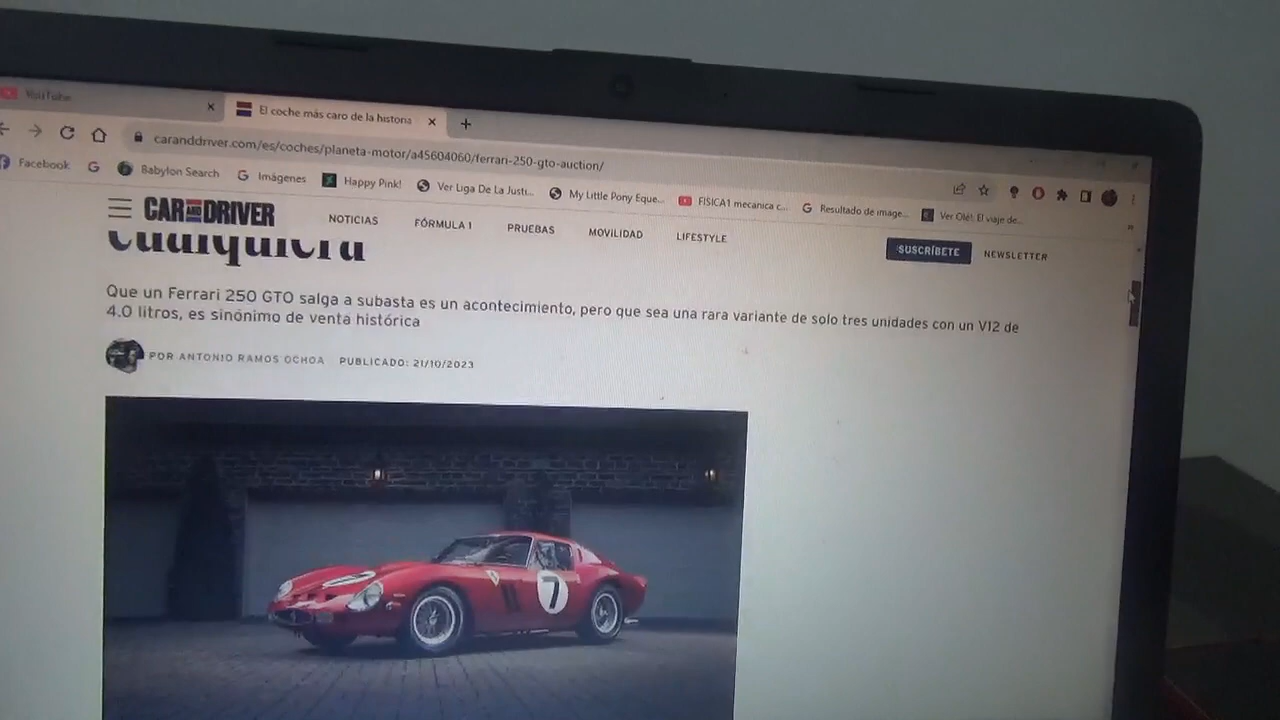 YouTube
El coche más caro de la historia
caranddriver.com/es/coches/planeta-motor/a45604060/ferrari-250-gto-auction/
Facebook
Babylon Search
Imágenes
Happy Pink!
Ver Liga De La Justi...
My Little Pony Eque...
FISICA1 mecanica c...
Resultado de image...
Ver Olé!: El viaje de...
CAR AND DRIVER
NOTICIAS
FÓRMULA 1
PRUEBAS
MOVILIDAD
LIFESTYLE
SUSCRÍBETE
NEWSLETTER
cualquiera
Que un Ferrari 250 GTO salga a subasta es un acontecimiento, pero que sea una rara variante de solo tres unidades con un V12 de
4.0 litros, es sinónimo de venta histórica
POR ANTONIO RAMOS OCHOA PUBLICADO: 21/10/2023
7